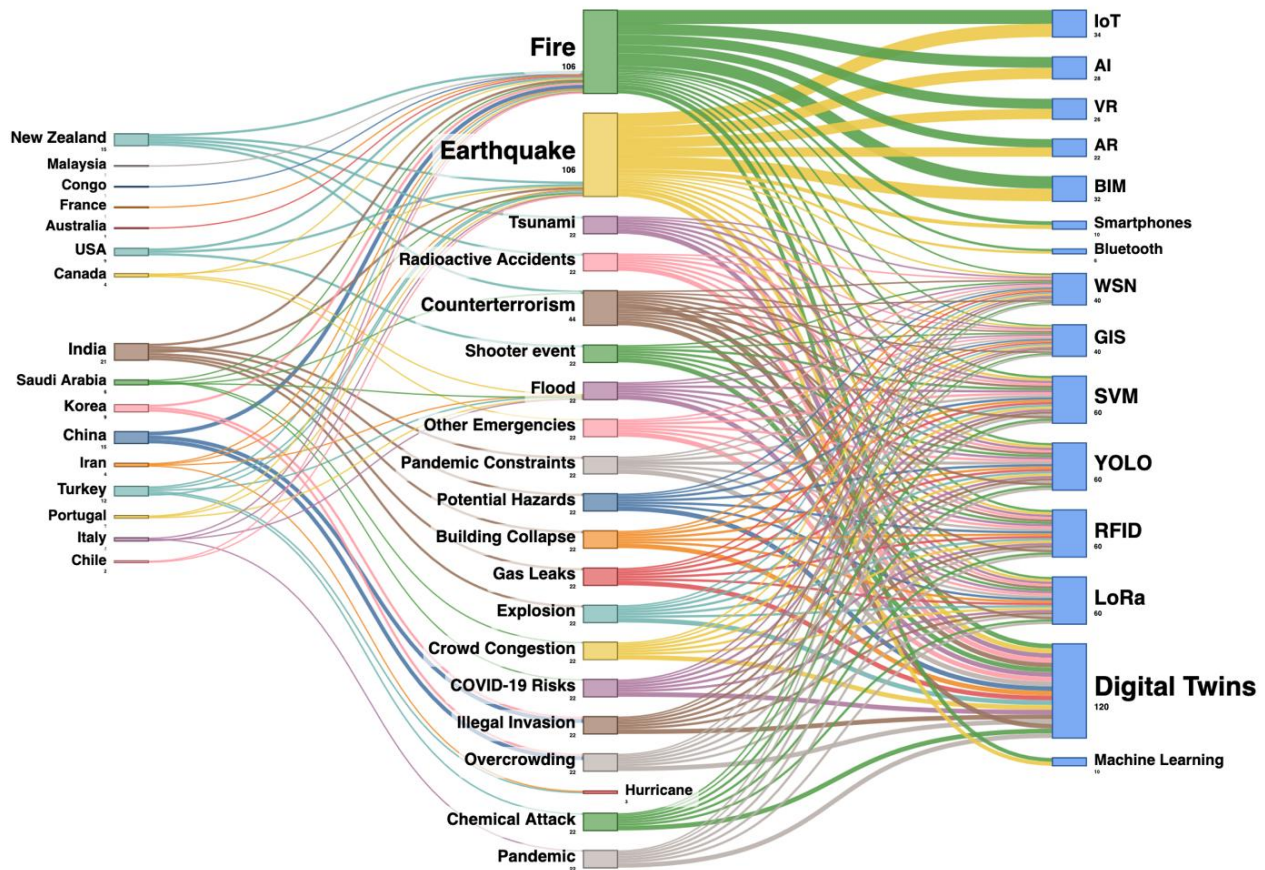 New Zealand
15
Malaysia
Congo
France
Australia
USA
9
Canada
4
India
21
Saudi Arabia
Korea
China
15
Iran
Turkey
12
Portugal
Italy
Chile
2
Fire
106
Earthquake
106
Tsunami
22
Radioactive Accidents
22
Counterterrorism
44
Shooter event
22
Flood
22
Other Emergencies
22
Pandemic Constraints
22
Potential Hazards
22
Building Collapse
22
Gas Leaks
22
Explosion
22
Crowd Congestion
22
COVID-19 Risks
22
Illegal Invasion
22
Overcrowding
22
Hurricane
3
Chemical Attack
22
Pandemic
IoT
34
AI
28
VR
26
AR
22
BIM
32
Smartphones
10
Bluetooth
WSN
40
GIS
40
SVM
60
YOLO
60
RFID
60
LoRa
60
Digital Twins
120
Machine Learning
10